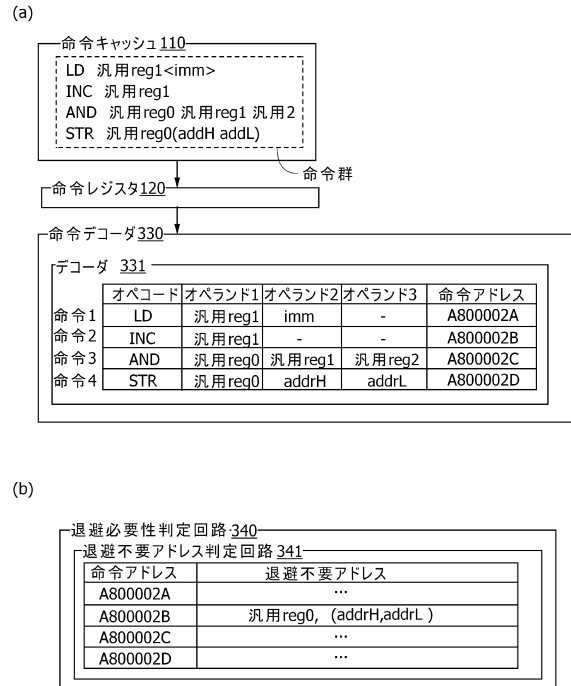 (a)
命令キャッシュ110
LD 汎用reg1<imm>
INC 汎用reg1
AND 汎用reg0 汎用reg1 汎用2
STR 汎用reg0(addH addL)
命令群
命令レジスタ120
命令デコーダ330
デコーダ 331
オペコード オペランド1 オペランド2 オペランド3 命令アドレス
命令1 LD 汎用reg1 imm - A800002A
命令2 INC 汎用reg1 - - A800002B
命令3 AND 汎用reg0 汎用reg1 汎用reg2 A800002C
命令4 STR 汎用reg0 addrH addrL A800002D
(b)
退避必要性判定回路 340
退避不要アドレス判定回路 341
命令アドレス 退避不要アドレス
A800002A …
A800002B 汎用reg0, (addrH,addrL )
A800002C …
A800002D …